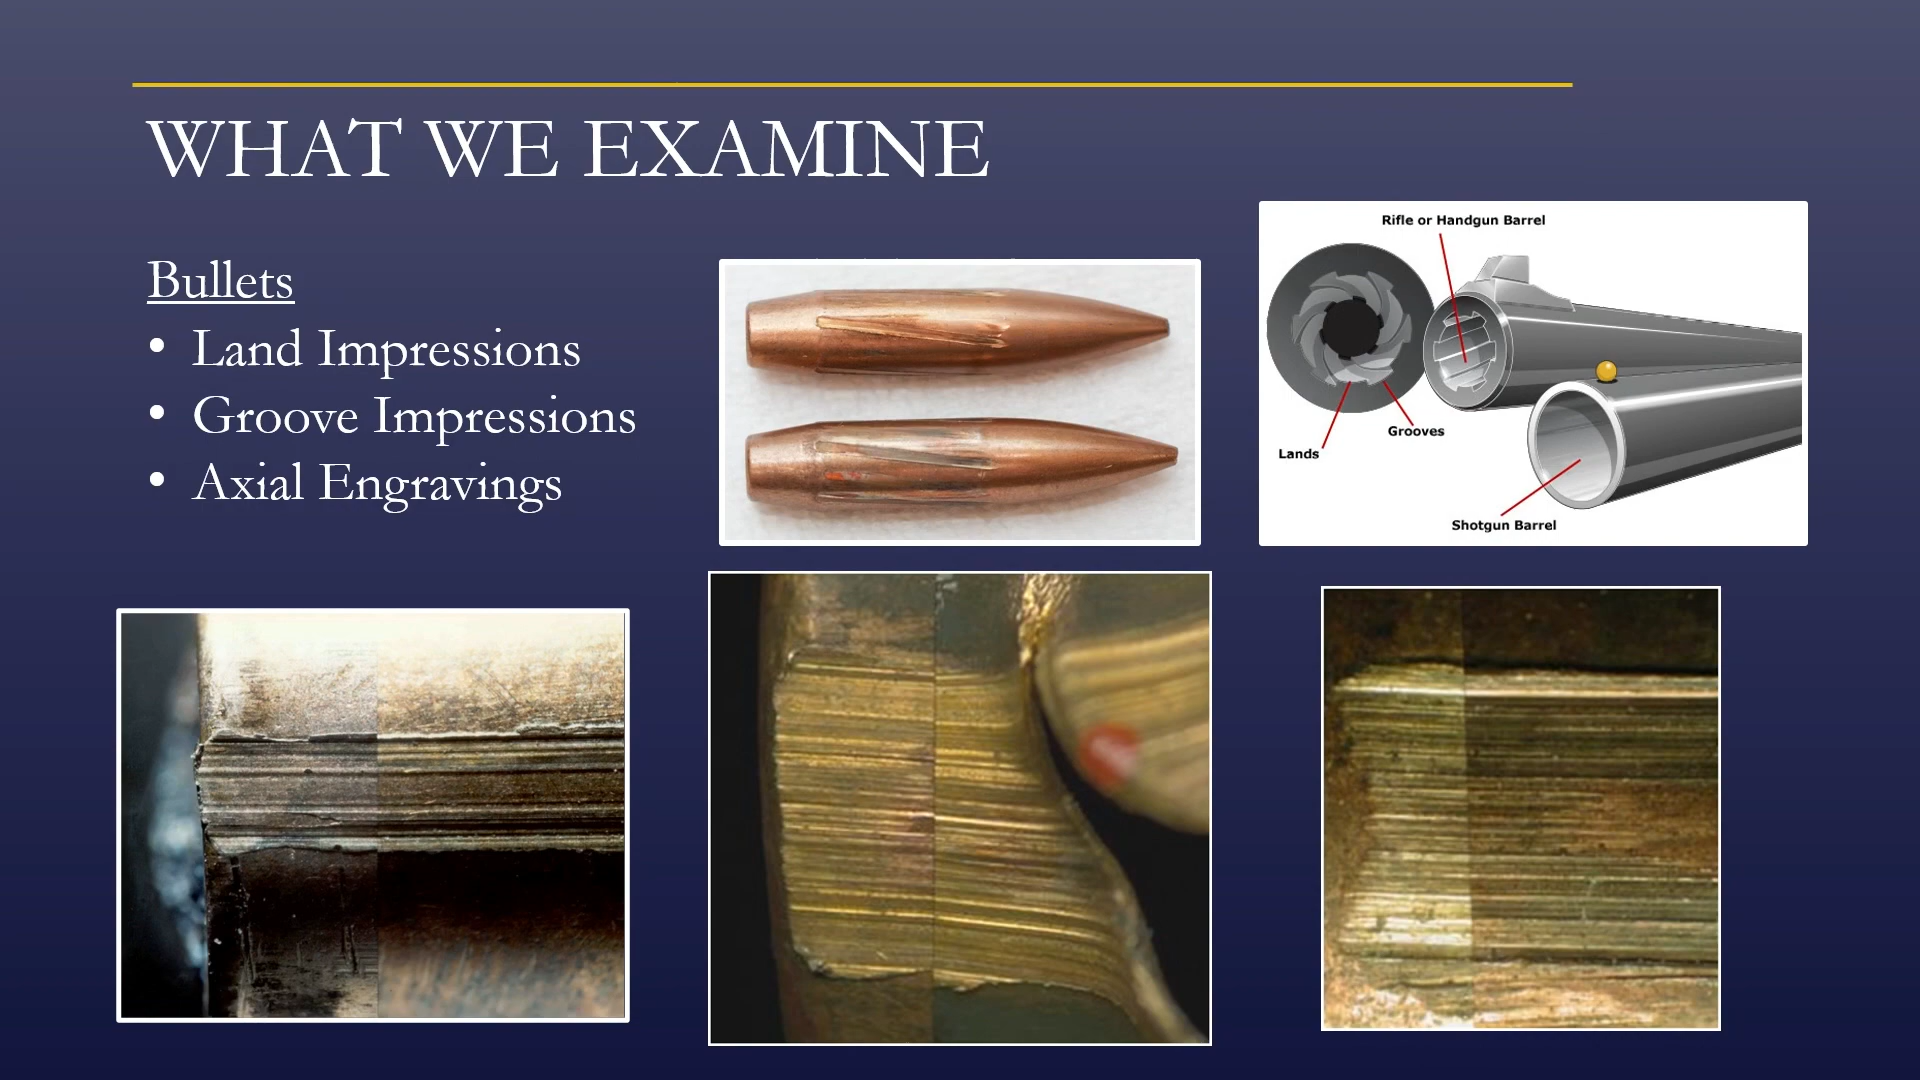 WHAT WE EXAMINE
Bullets
• Land Impressions
• Groove Impressions
• Axial Engravings
Rifle or Handgun Barrel
Grooves
Lands
Shotgun Barrel